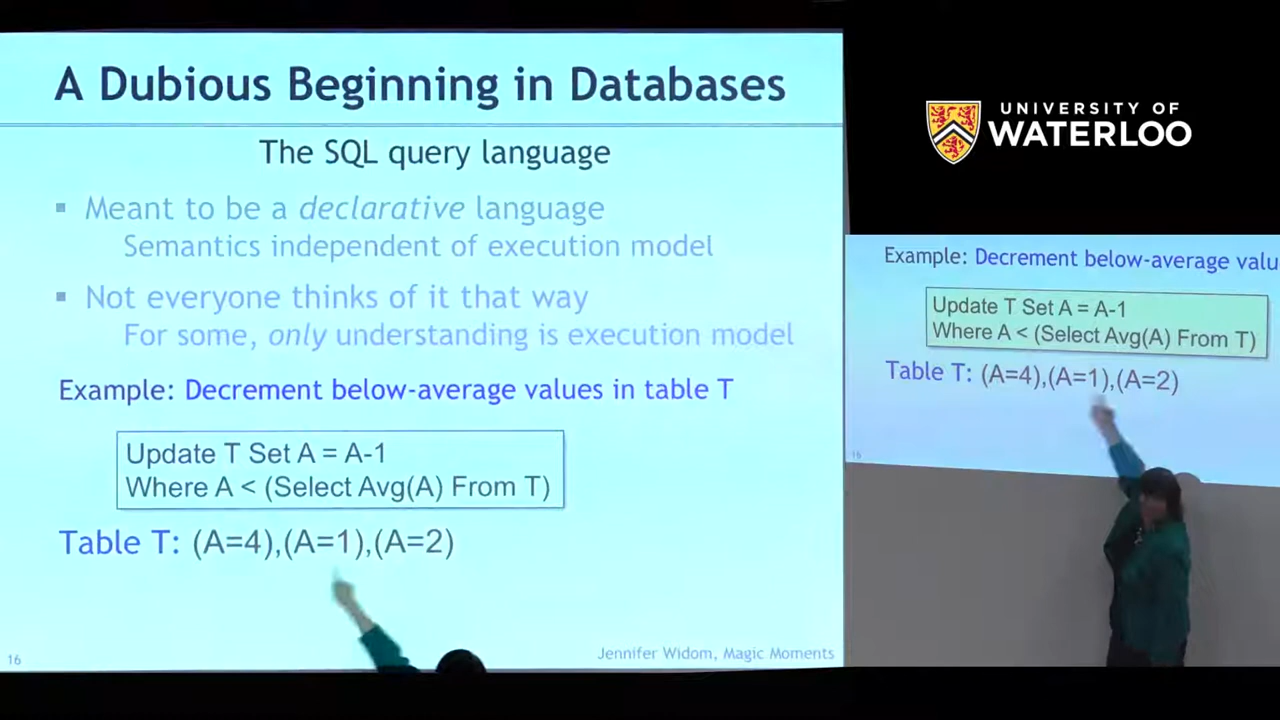 A Dubious Beginning in Databases
The SQL query language
▪ Meant to be a declarative language
Semantics independent of execution model
▪ Not everyone thinks of it that way
For some, only understanding is execution model
Example: Decrement below-average values in table T
Update T Set A = A-1
Where A < (Select Avg(A) From T)
Table T: (A=4),(A=1),(A=2)
16
Jennifer Widom, Magic Moments
UNIVERSITY OF
WATERLOO
Example: Decrement below-average valu
Update T Set A = A-1
Where A < (Select Avg(A) From T)
Table T: (A=4),(A=1),(A=2)
16